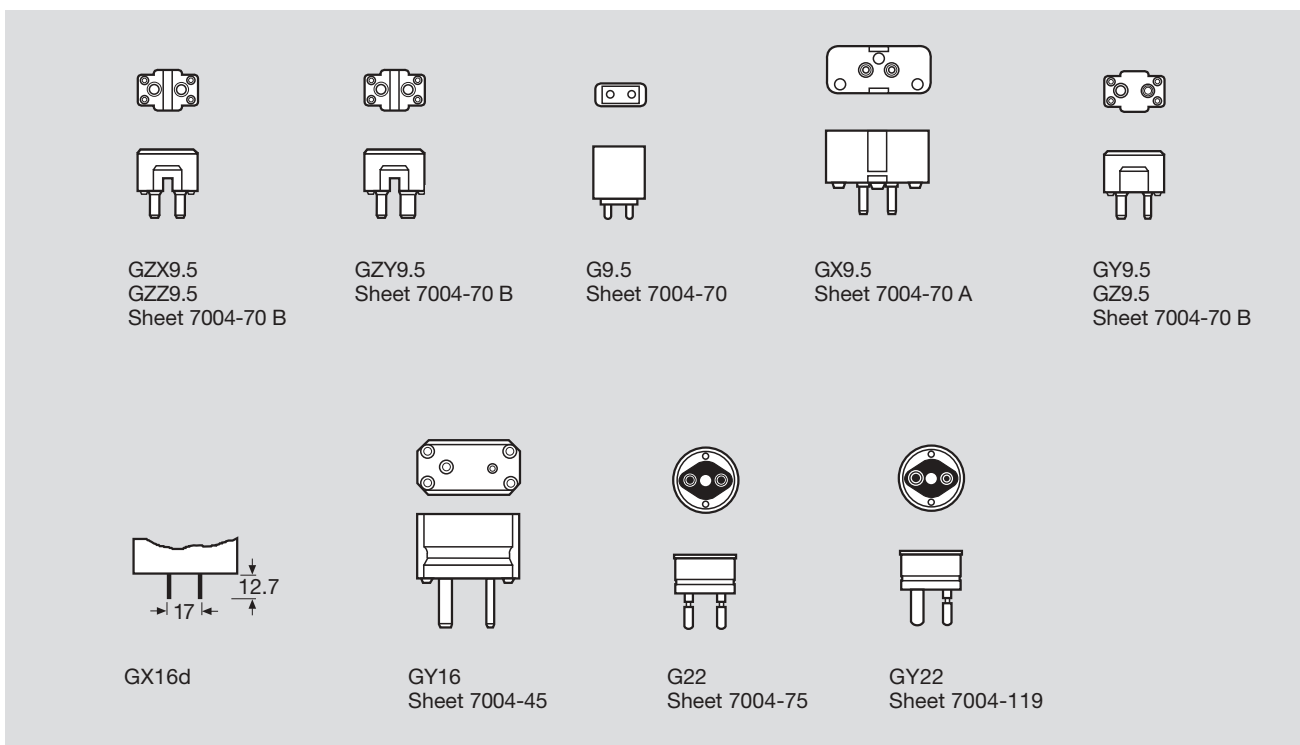 GZX9.5
GZZ9.5
Sheet 7004-70 B
GZY9.5
Sheet 7004-70 B
G9.5
Sheet 7004-70
GX9.5
Sheet 7004-70 A
GY9.5
GZ9.5
Sheet 7004-70 B
12.7
17
GX16d
GY16
Sheet 7004-45
G22
Sheet 7004-75
GY22
Sheet 7004-119